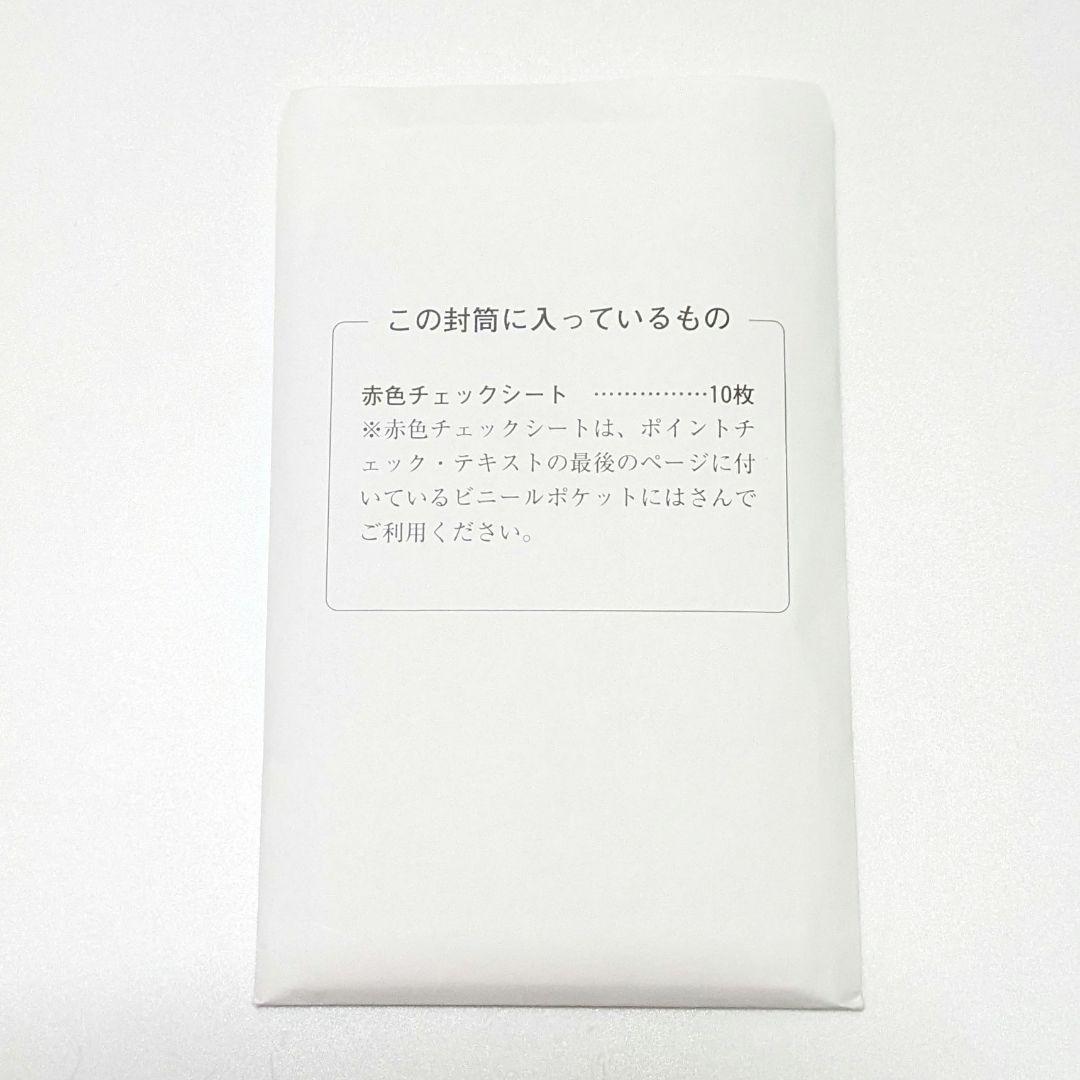 この封筒に入っているもの
赤色チェックシート ……………10枚
※赤色チェックシートは、ポイントチ
ェック・テキストの最後のページに付
いているビニールポケットにはさんで
ご利用ください。